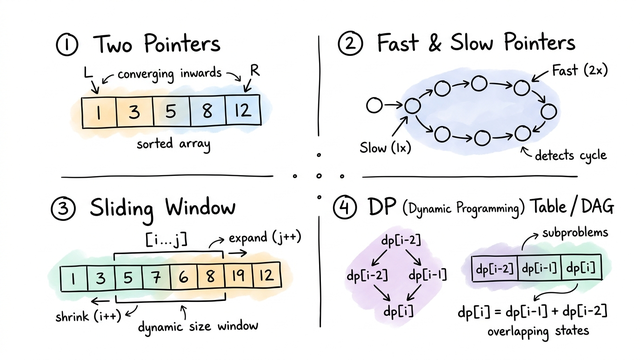 ① Two Pointers
L converging inwards R
1 3 5 8 12
sorted array
② Fast & Slow Pointers
Fast (2x)
Slow (1x)
detects cycle
③ Sliding Window
[i...j] expand (j++)
1 3 5 7 6 8 19 12
shrink (i++)
dynamic size window
④ DP (Dynamic Programming) Table/DAG
dp[i-2]
dp[i-2] dp[i-1]
dp[i]
subproblems
dp[i-2] dp[i-1] dp[i]
dp[i] = dp[i-1] + dp[i-2]
overlapping states